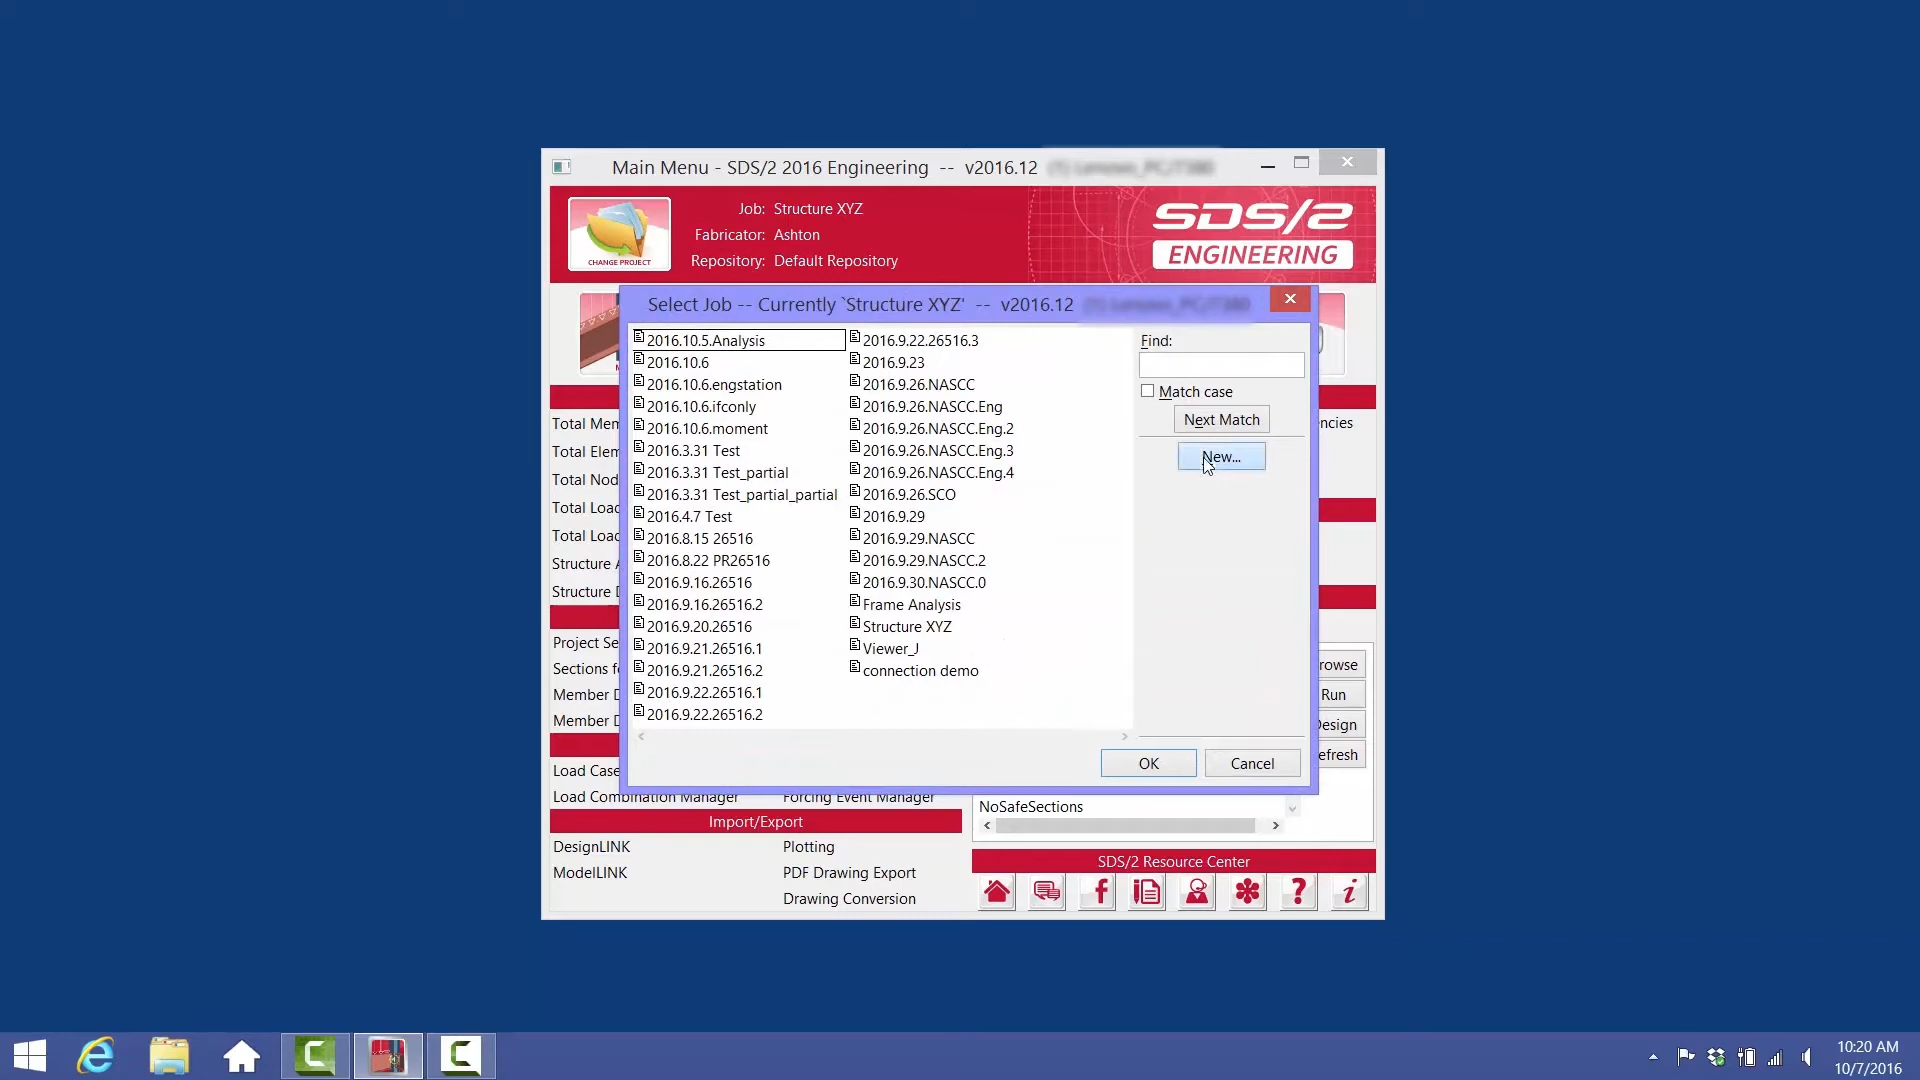 Main Menu - SDS/2 2016 Engineering -- v2016.12
CHANGE PROJECT
Job: Structure XYZ
Fabricator: Ashton
Repository: Default Repository
SDS/2
ENGINEERING
Select Job -- Currently `Structure XYZ' -- v2016.12
2016.10.5.Analysis
2016.10.6
2016.10.6.engstation
2016.10.6.ifconly
2016.10.6.moment
2016.3.31 Test
2016.3.31 Test_partial
2016.3.31 Test_partial_partial
2016.4.7 Test
2016.8.15 26516
2016.8.22 PR26516
2016.9.16.26516
2016.9.16.26516.2
2016.9.20.26516
2016.9.21.26516.1
2016.9.21.26516.2
2016.9.22.26516.1
2016.9.22.26516.2
2016.9.22.26516.3
2016.9.23
2016.9.26.NASCC
2016.9.26.NASCC.Eng
2016.9.26.NASCC.Eng.2
2016.9.26.NASCC.Eng.3
2016.9.26.NASCC.Eng.4
2016.9.26.SCO
2016.9.29
2016.9.29.NASCC
2016.9.29.NASCC.2
2016.9.30.NASCC.0
Frame Analysis
Structure XYZ
Viewer_J
connection demo
Find:
Match case
Next Match
New...
OK
Cancel
Total Mem
Total Elem
Total Nod
Total Load
Total Load
Structure A
Structure D
Project Se
Sections f
Member D
Member D
Load Case
Load Combination Manager
Forcing Event Manager
Import/Export
DesignLINK
Plotting
ModelLINK
PDF Drawing Export
Drawing Conversion
ncies
rowse
Run
Design
efresh
NoSafeSections
SDS/2 Resource Center
10:20 AM
10/7/2016